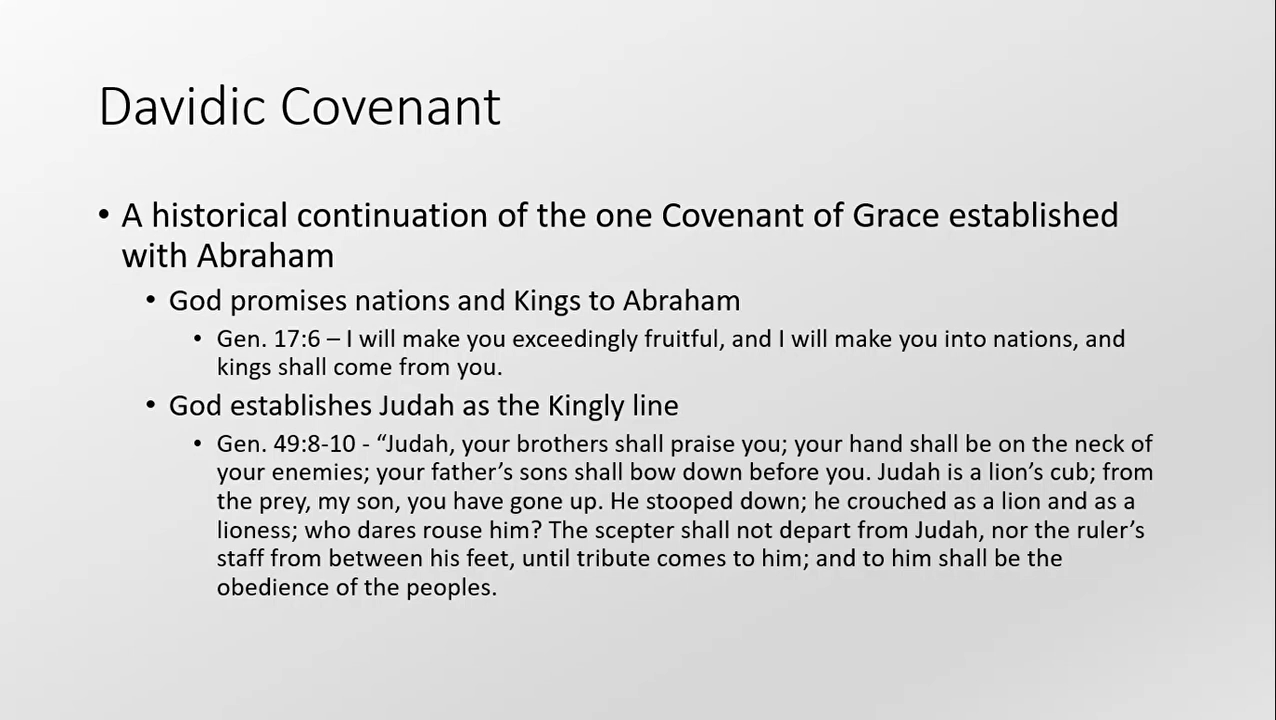 Davidic Covenant
• A historical continuation of the one Covenant of Grace established
with Abraham
• God promises nations and Kings to Abraham
• Gen. 17:6 – I will make you exceedingly fruitful, and I will make you into nations, and
kings shall come from you.
• God establishes Judah as the Kingly line
• Gen. 49:8-10 - “Judah, your brothers shall praise you; your hand shall be on the neck of
your enemies; your father’s sons shall bow down before you. Judah is a lion’s cub; from
the prey, my son, you have gone up. He stooped down; he crouched as a lion and as a
lioness; who dares rouse him? The scepter shall not depart from Judah, nor the ruler’s
staff from between his feet, until tribute comes to him; and to him shall be the
obedience of the peoples.